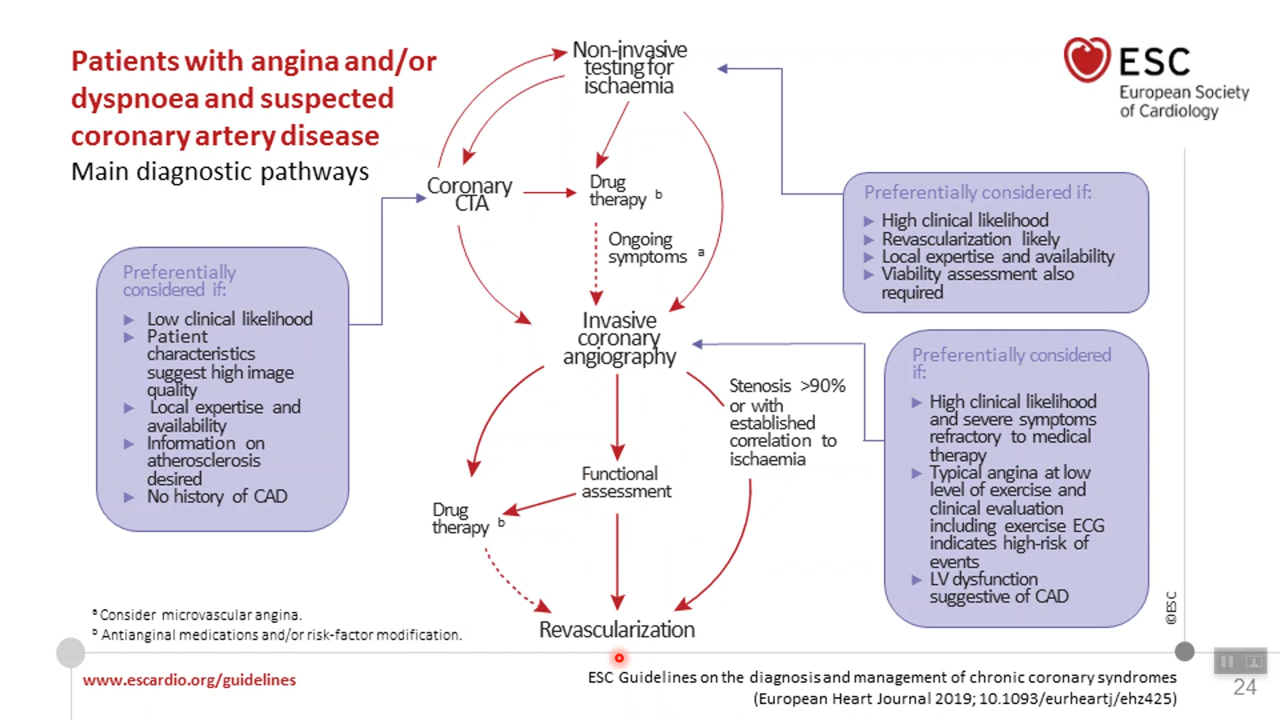 Patients with angina and/or
dyspnoea and suspected
coronary artery disease
Main diagnostic pathways
Non-invasive
testing for
ischaemia
ESC
European Society
of Cardiology
Coronary
CTA
Drug
therapy b
Ongoing
symptoms a
Preferentially considered if:
► High clinical likelihood
► Revascularization likely
► Local expertise and availability
► Viability assessment also
required
Preferentially
considered if:
► Low clinical likelihood
► Patient
characteristics
suggest high image
quality
► Local expertise and
availability
► Information on
atherosclerosis
desired
► No history of CAD
Invasive
coronary
angiography
Stenosis >90%
or with
established
correlation to
ischaemia
Preferentially considered
if:
► High clinical likelihood
and severe symptoms
refractory to medical
therapy
► Typical angina at low
level of exercise and
clinical evaluation
including exercise ECG
indicates high-risk of
events
► LV dysfunction
suggestive of CAD
Functional
assessment
Drug
therapy b
Revascularization
a Consider microvascular angina.
b Antianginal medications and/or risk-factor modification.
©ESC
www.escardio.org/guidelines
ESC Guidelines on the diagnosis and management of chronic coronary syndromes
(European Heart Journal 2019; 10.1093/eurheartj/ehz425)
24